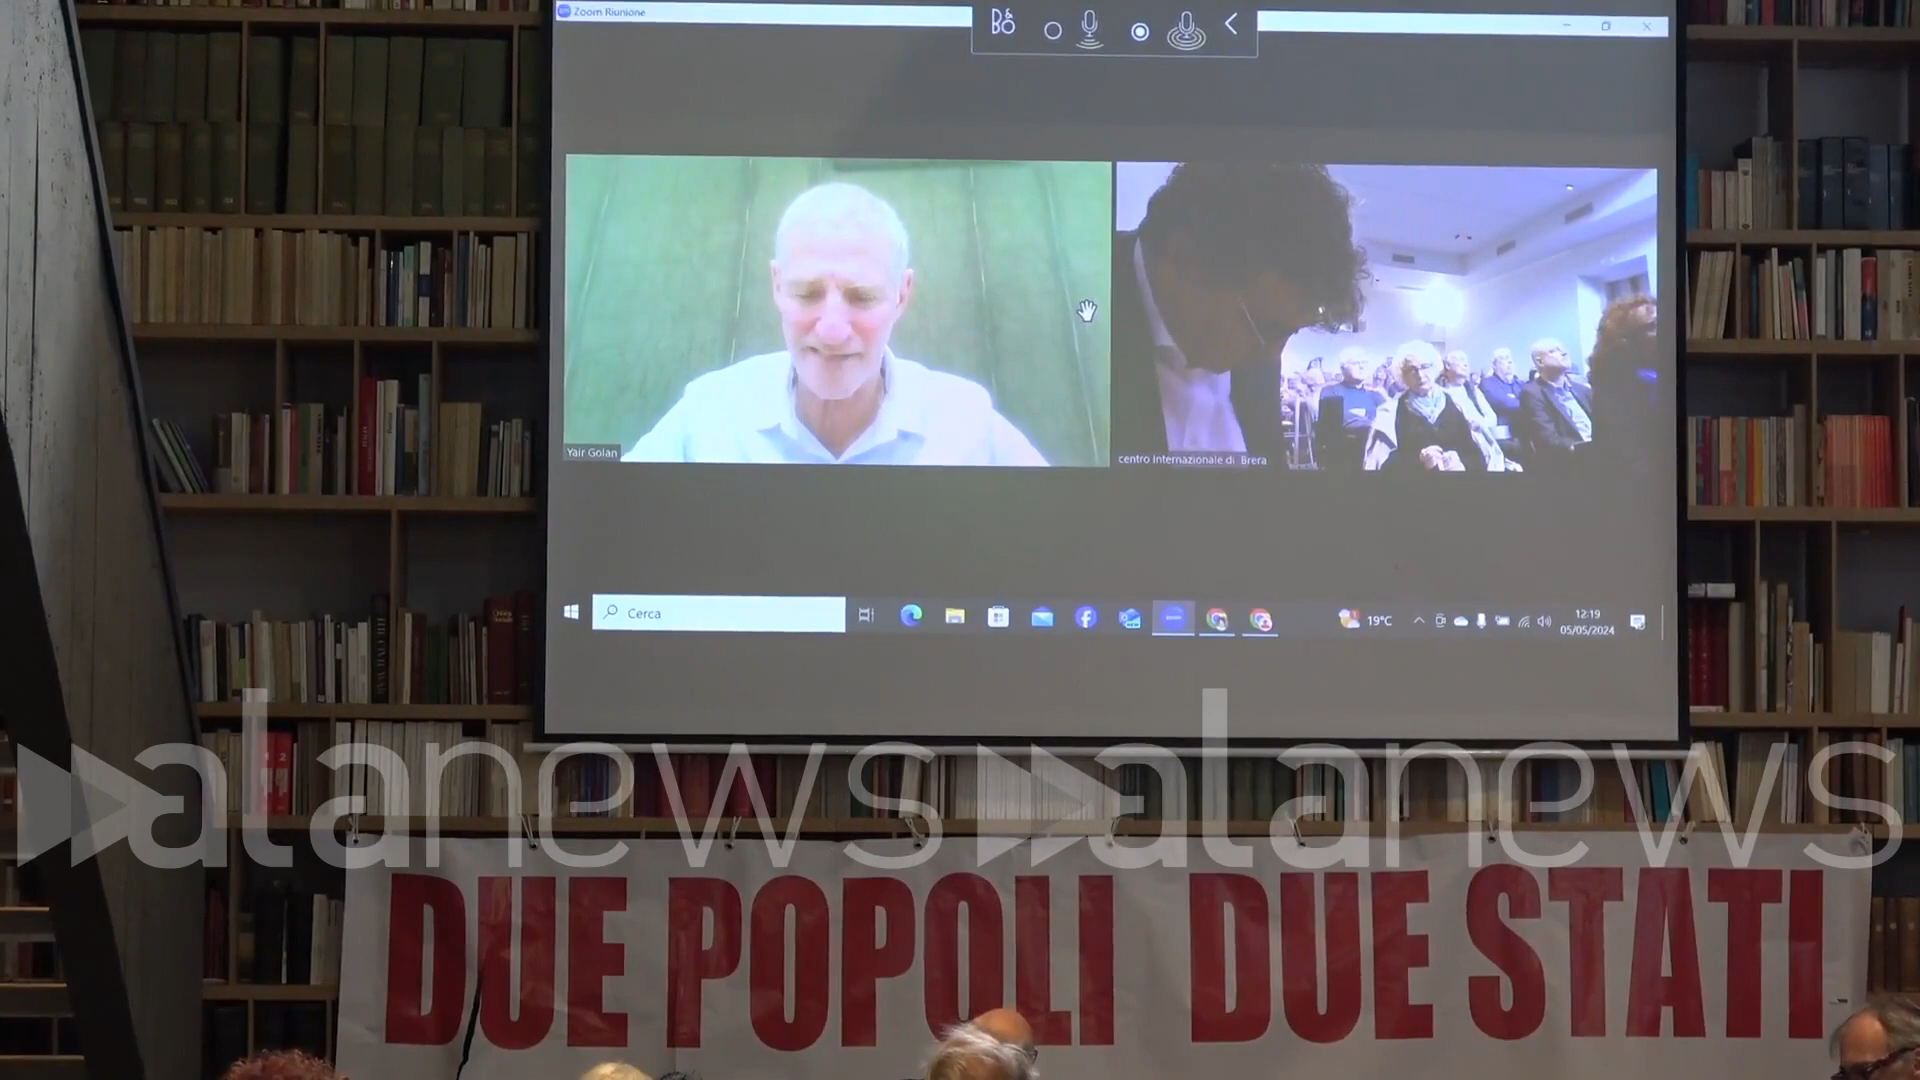 Zoom Riunione
Yair Golan
centro Internazionale di Brera
Cerca
19°C
12:19
05/05/2024
alanews alanews
DUE POPOLI DUE STATI